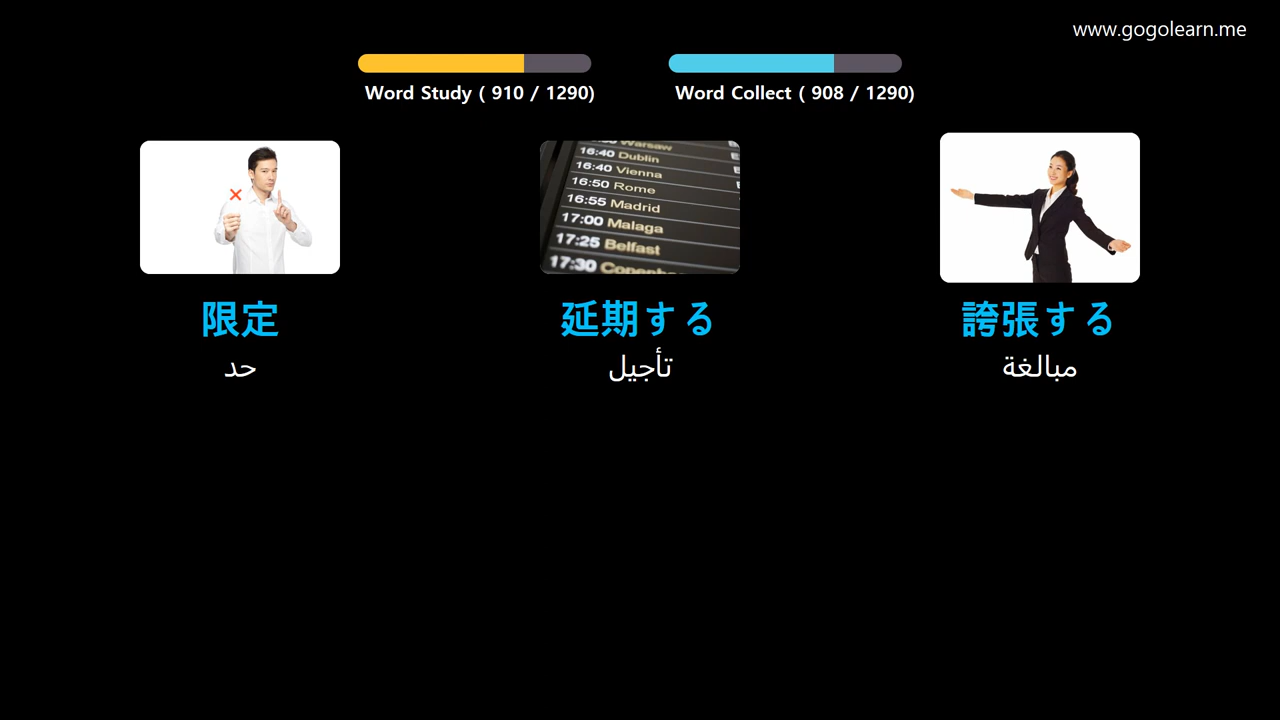 www.gogolearn.me
Word Study ( 910 / 1290)
Word Collect ( 908 / 1290)
Warsaw
16:40 Dublin
16:40 Vienna
16:50 Rome
16:55 Madrid
17:00 Malaga
17:25 Belfast
17:30
限定
延期する
誇張する
حد
تأجيل
مبالغة